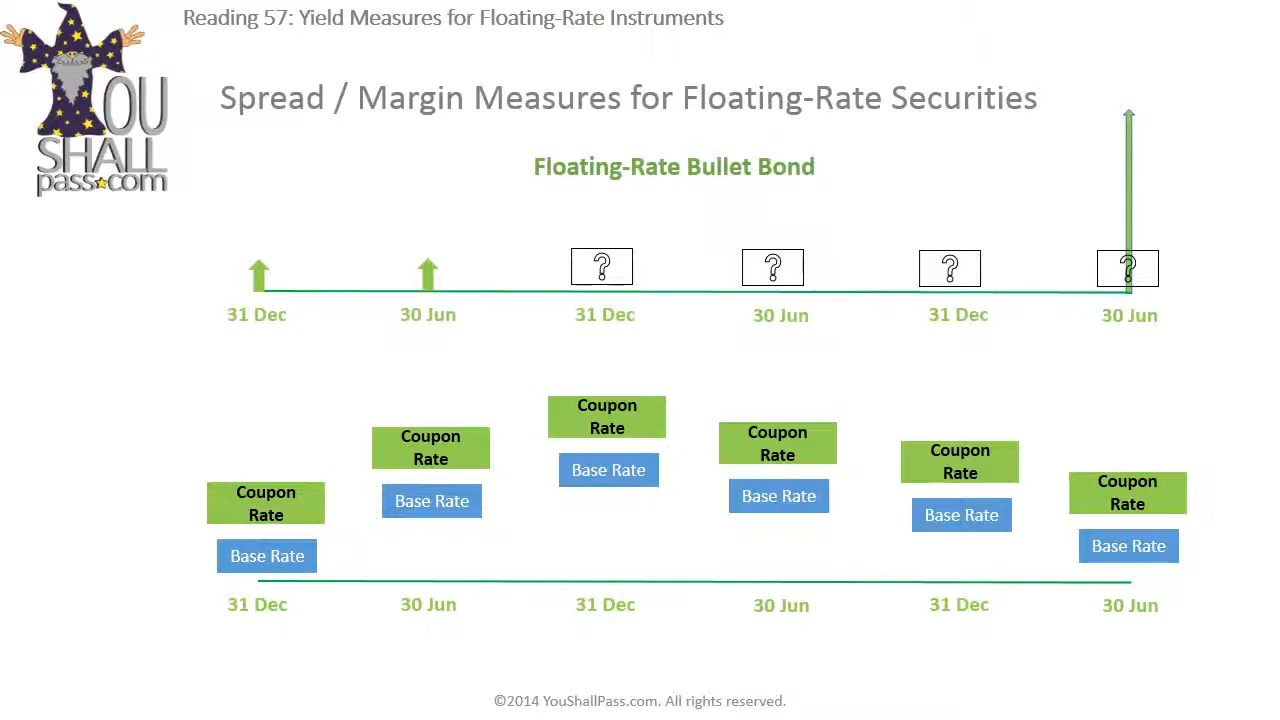 Reading 57: Yield Measures for Floating-Rate Instruments
YOU
SHALL
pass.com
Spread / Margin Measures for Floating-Rate Securities
Floating-Rate Bullet Bond
? ? ? ?
31 Dec 30 Jun 31 Dec 30 Jun 31 Dec 30 Jun
Coupon
Rate
Base Rate
Coupon
Rate
Base Rate
Coupon
Rate
Base Rate
Coupon
Rate
Base Rate
Coupon
Rate
Base Rate
Coupon
Rate
Base Rate
31 Dec 30 Jun 31 Dec 30 Jun 31 Dec 30 Jun
©2014 YouShallPass.com. All rights reserved.